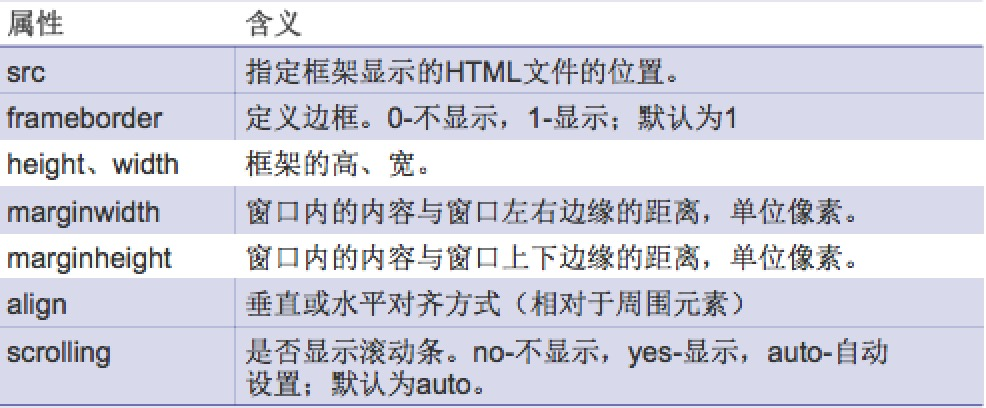 属性 含义
src 指定框架显示的HTML文件的位置。
frameborder 定义边框。0-不显示，1-显示；默认为1
height、width 框架的高、宽。
marginwidth 窗口内的内容与窗口左右边缘的距离，单位像素。
marginheight 窗口内的内容与窗口上下边缘的距离，单位像素。
align 垂直或水平对齐方式（相对于周围元素）
scrolling 是否显示滚动条。no-不显示，yes-显示，auto-自动
设置；默认为auto。